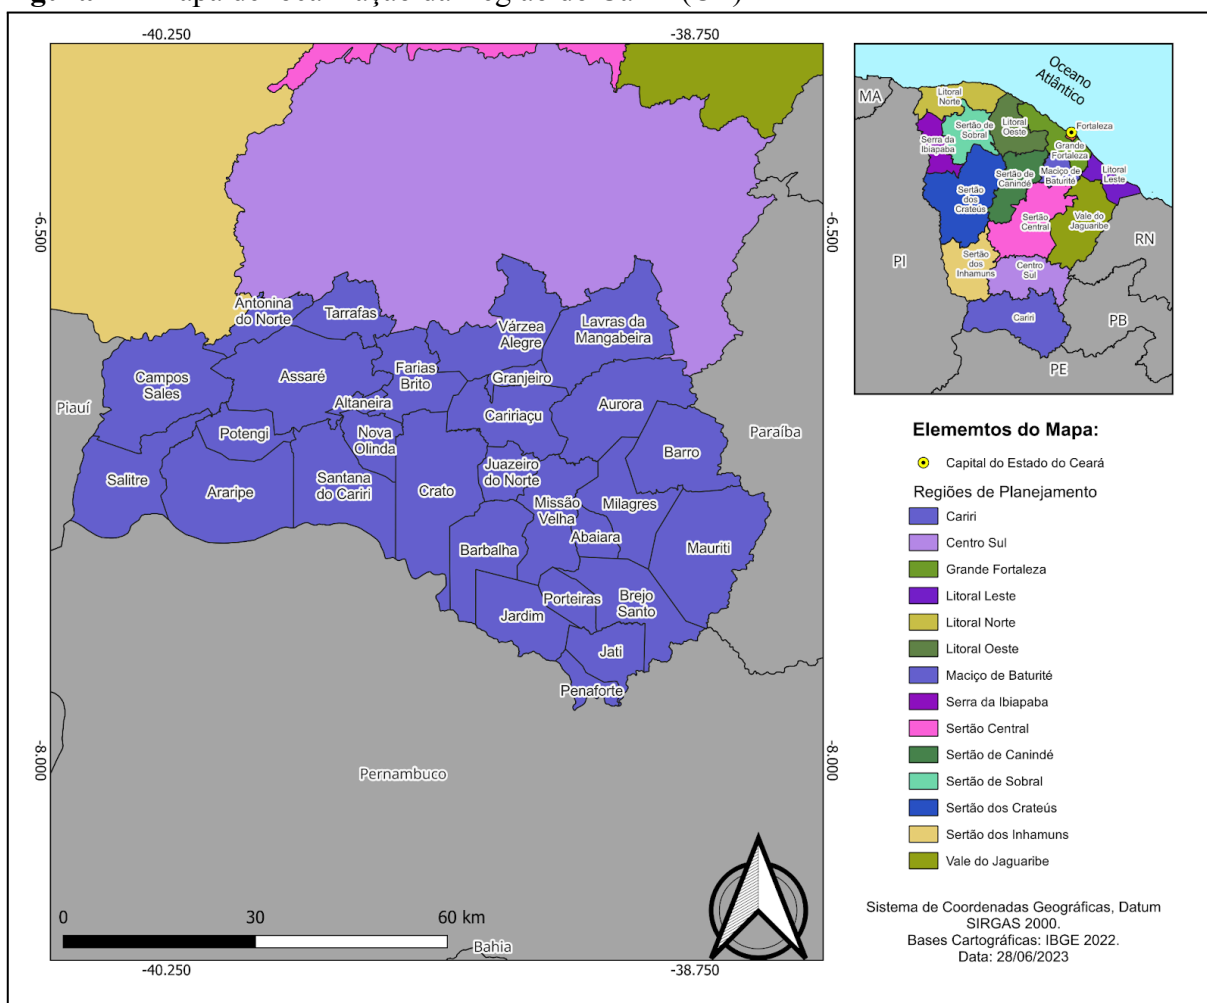 -40.250
-38.750
-6.500
-6.500
Antonina
do Norte
Tarrafas
Várzea
Alegre
Lavras da
Mangabeira
Campos
Sales
Assaré
Farias
Brito
Granjeiro
Piauí
Altaneira
Caririaçu
Aurora
Potengi
Nova
Olinda
Paraíba
Barro
Salitre
Araripe
Santana
do Cariri
Crato
Juazeiro
do Norte
Missão
Velha
Milagres
Abaiara
Barbalha
Mauriti
Porteiras
Brejo
Santo
Jardim
Jati
Penaforte
-8.000
-8.000
Pernambuco
0 30 60 km
Bahia
-40.250
-38.750
Oceano
Atlântico
MA
Litoral
Norte
Sertão de
Sobral
Litoral
Oeste
Fortaleza
Serra da
Ibiapaba
Grande
Fortaleza
Sertão de
Canindé
Maciço de
Baturité
Litoral
Leste
Sertão
dos
Crateús
Sertão
Central
Vale do
Jaguaribe
RN
PI
Sertão
dos
Inhamuns
Centro
Sul
Cariri
PB
PE
Elememtos do Mapa:
Capital do Estado do Ceará
Regiões de Planejamento
Cariri
Centro Sul
Grande Fortaleza
Litoral Leste
Litoral Norte
Litoral Oeste
Maciço de Baturité
Serra da Ibiapaba
Sertão Central
Sertão de Canindé
Sertão de Sobral
Sertão dos Crateús
Sertão dos Inhamuns
Vale do Jaguaribe
Sistema de Coordenadas Geográficas, Datum
SIRGAS 2000.
Bases Cartográficas: IBGE 2022.
Data: 28/06/2023